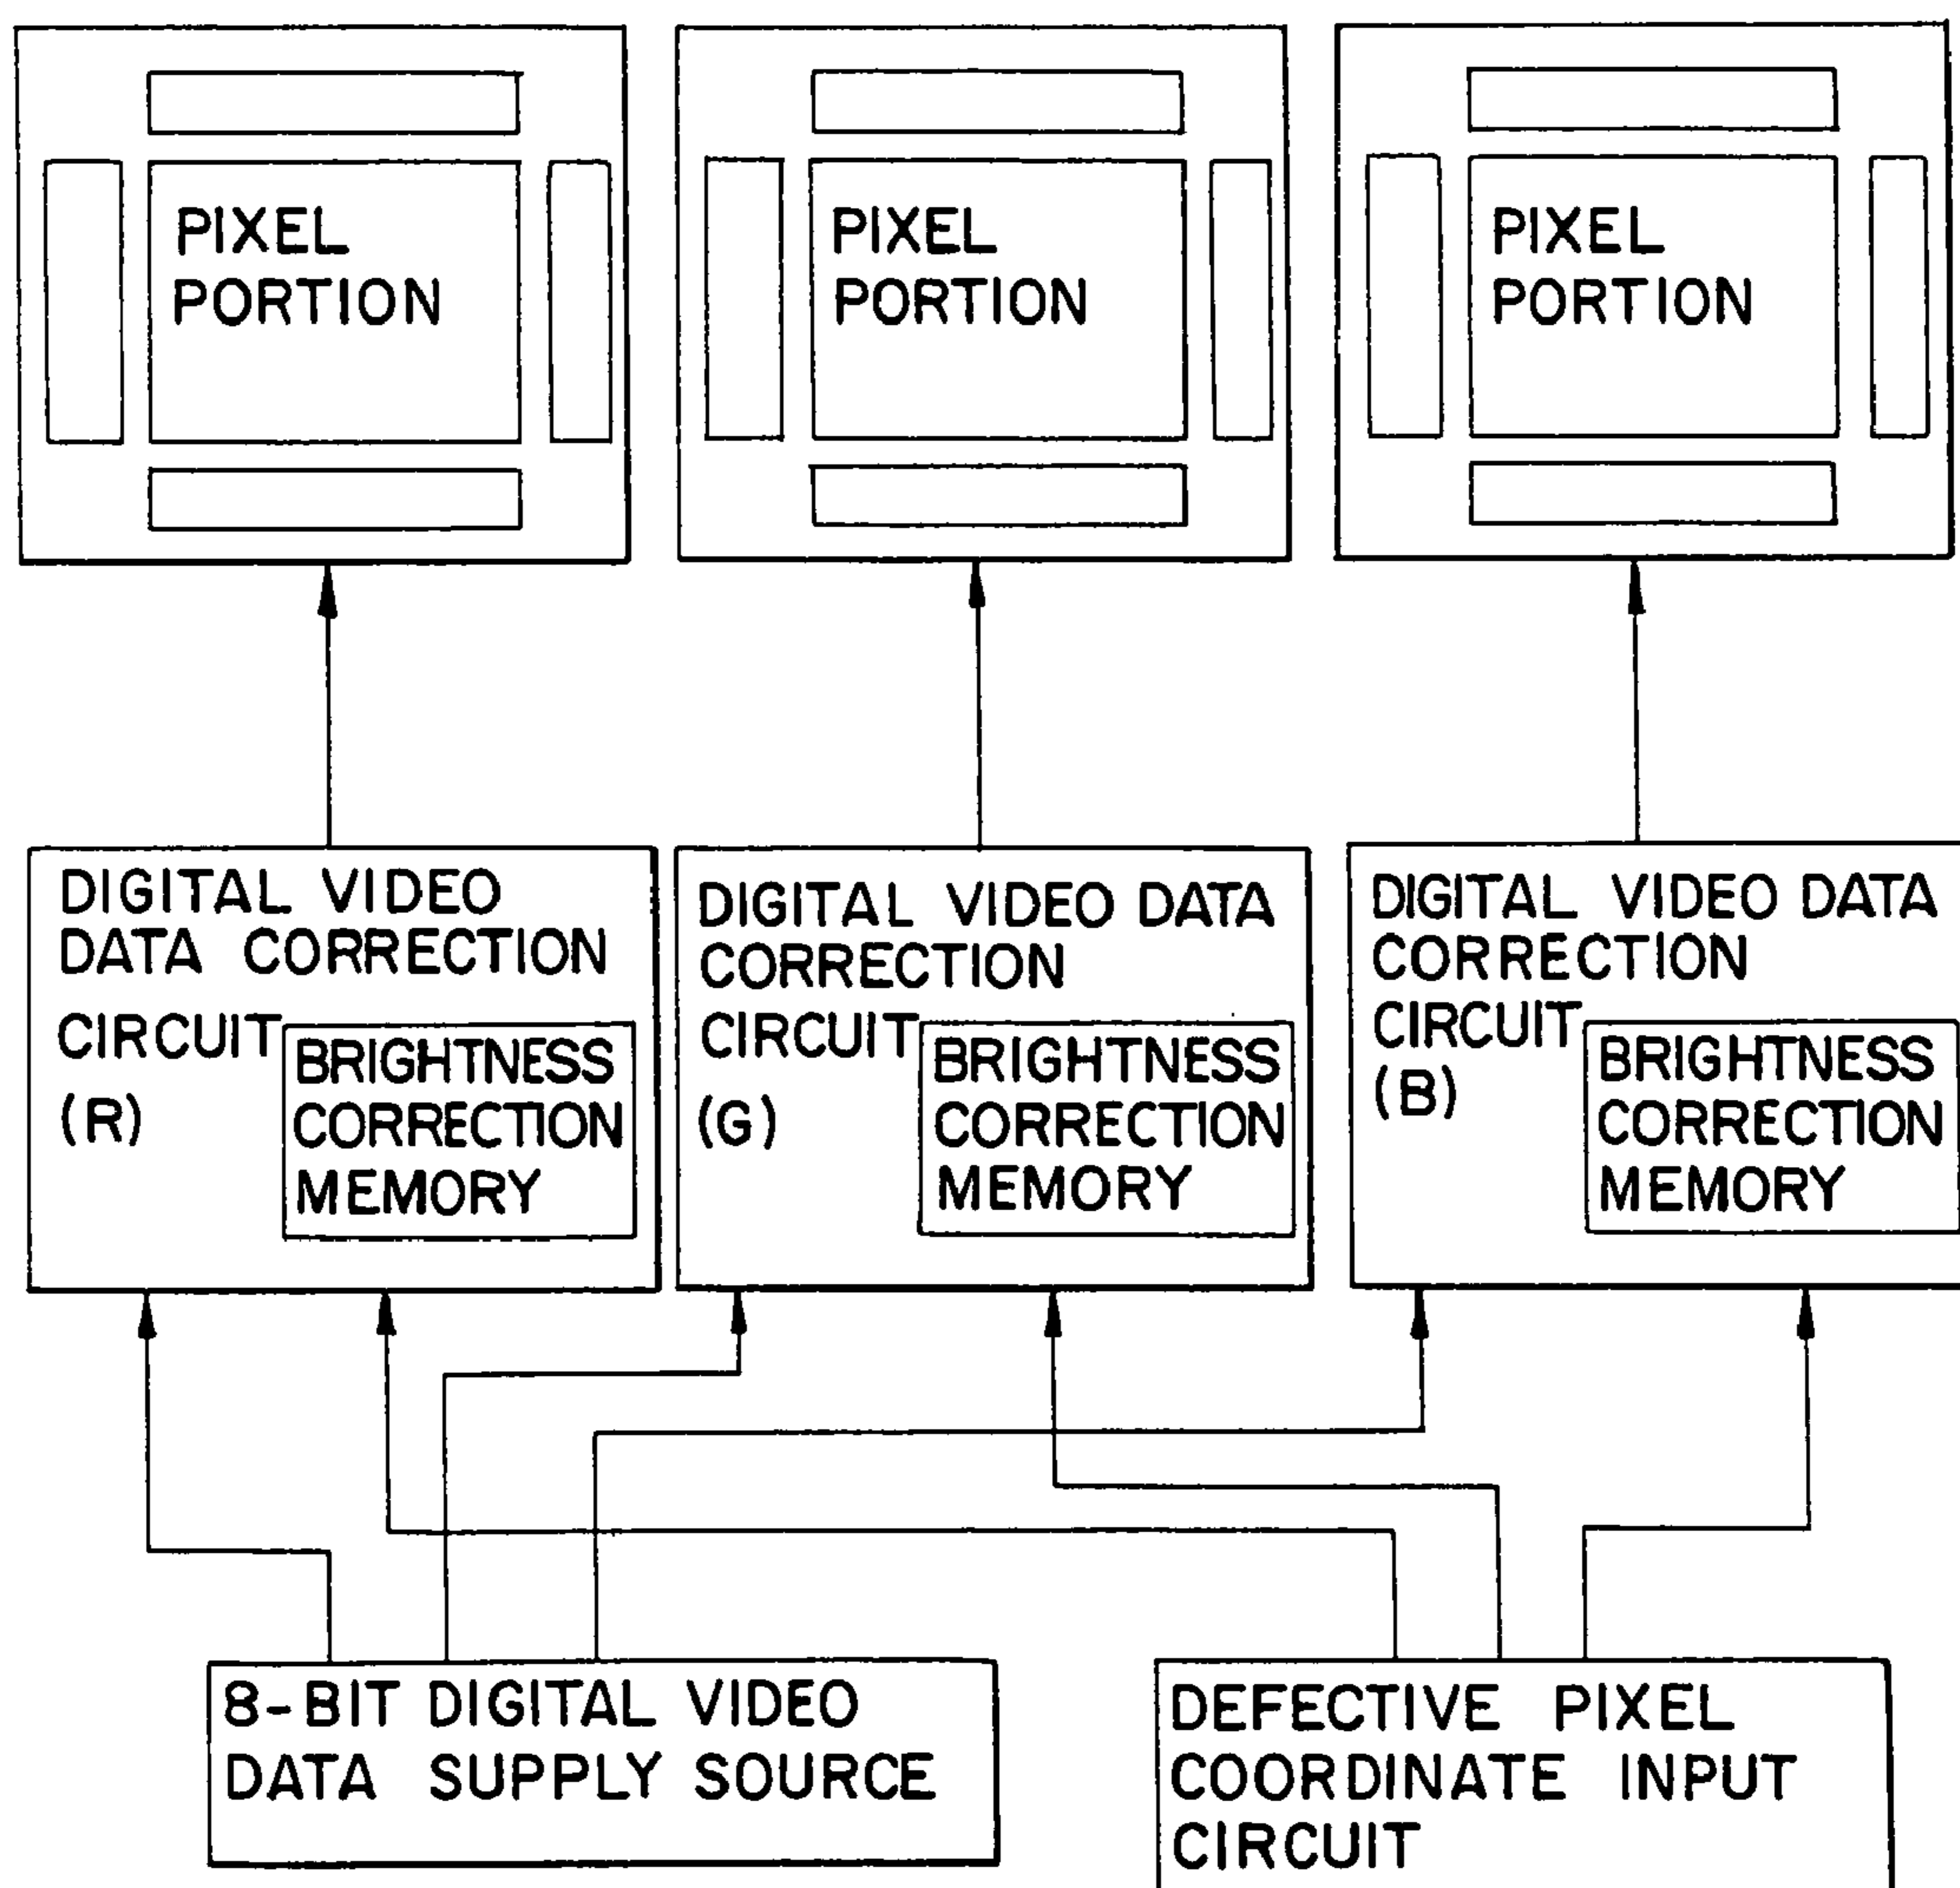 PIXEL
PORTION
PIXEL
PORTION
PIXEL
PORTION
DIGITAL VIDEO
DATA CORRECTION
CIRCUIT
(R)
BRIGHTNESS
CORRECTION
MEMORY
DIGITAL VIDEO DATA
CORRECTION
CIRCUIT
(G)
BRIGHTNESS
CORRECTION
MEMORY
DIGITAL VIDEO DATA
CORRECTION
CIRCUIT
(B)
BRIGHTNESS
CORRECTION
MEMORY
8-BIT DIGITAL VIDEO
DATA SUPPLY SOURCE
DEFECTIVE PIXEL
COORDINATE INPUT
CIRCUIT